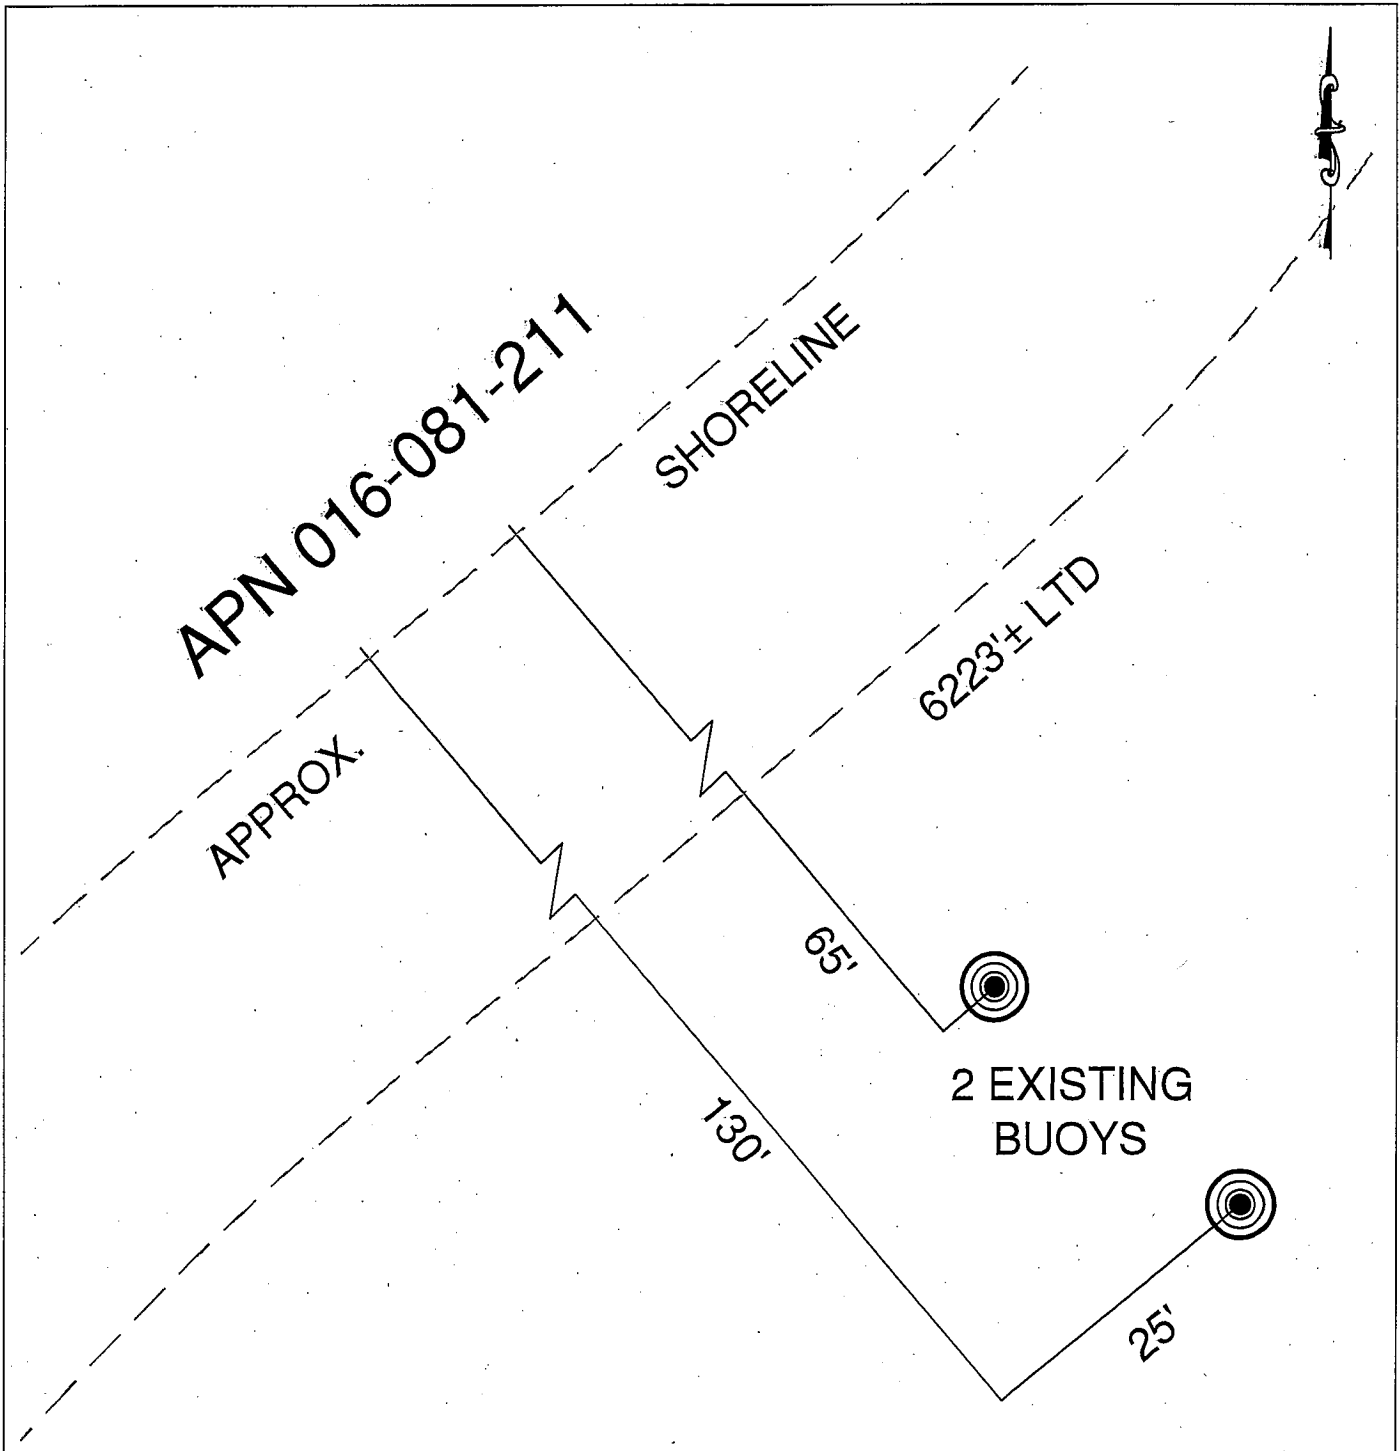 APN 016-081-211
SHORELINE
APPROX.
6223'± LTD
65'
2 EXISTING
BUOYS
130'
25'